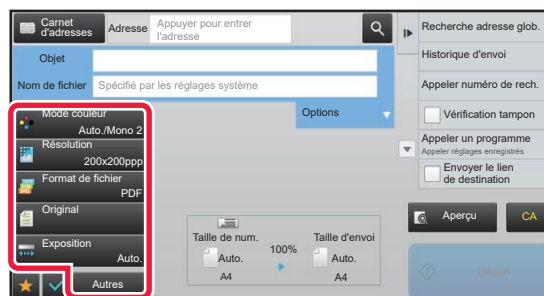 Carnet
d'adresses
Adresse
Appuyer pour entrer
l'adresse
Objet
Nom de fichier
Spécifié par les réglages système
Options
Mode couleur
Auto./Mono 2
Résolution
200x200ppp
Format de
fichier
PDF
Original
Exposition
Auto.
Autres
Taille de num.
Auto.
A4
100%
Taille d'envoi
Auto.
A4
Recherche adresse glob.
Historique d'envoi
Appeler numéro de rech.
Vérification tampon
Appeler un programme
Appeler réglages enregistrés
Envoyer le lien
de destination
Aperçu
CA
Départ